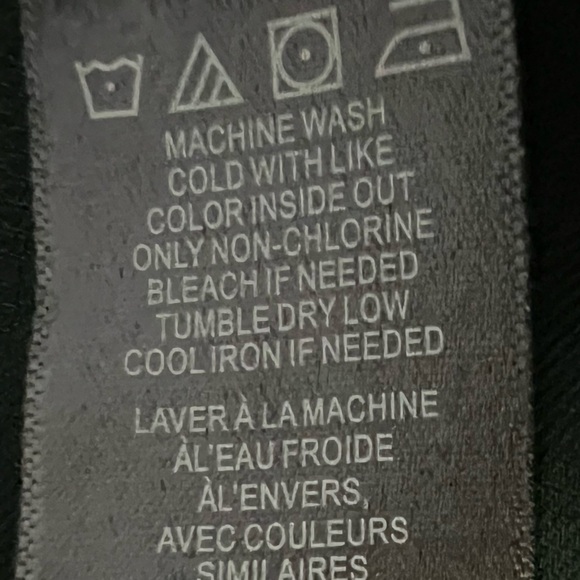 MACHINE WASH
COLD WITH LIKE
COLOR INSIDE OUT
ONLY NON-CHLORINE
BLEACH IF NEEDED
TUMBLE DRY LOW
COOL IRON IF NEEDED
LAVER À LA MACHINE
ÀL'EAU FROIDE
ÀL'ENVERS,
AVEC COULEURS
SIMILAIRES